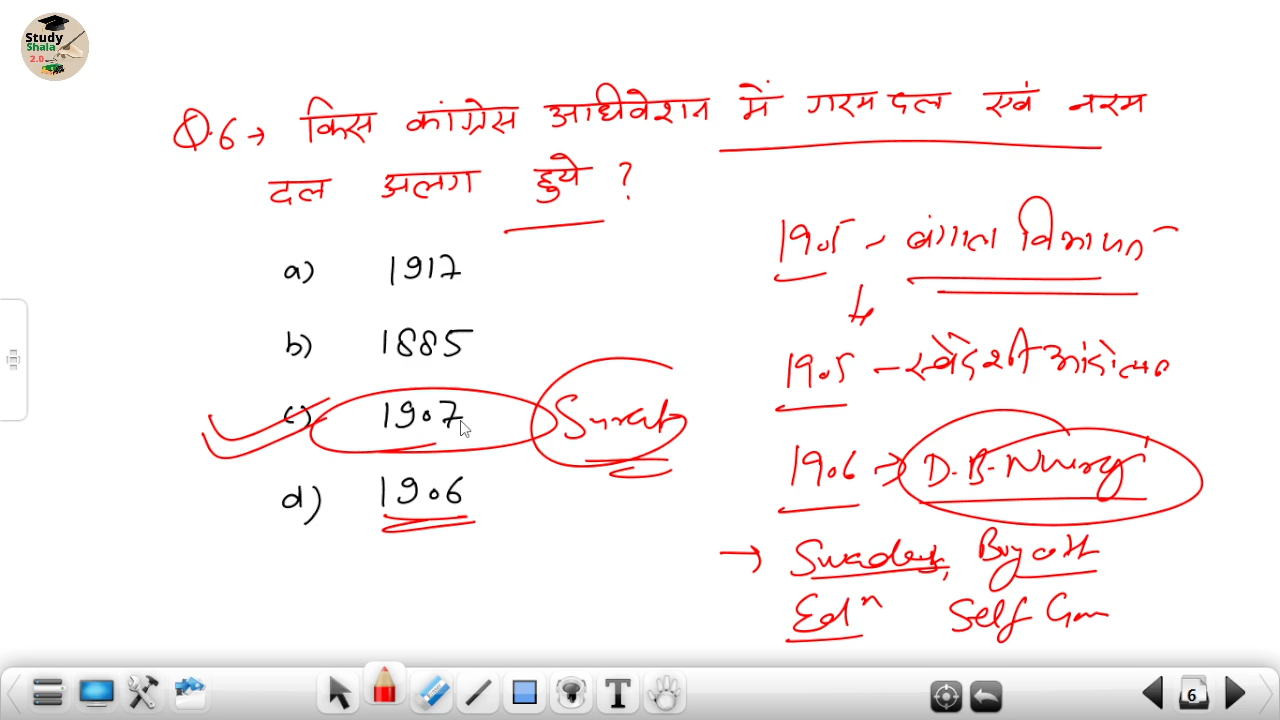 Study
Shala
2.0
Q.6→ किस कांग्रेस आधिवेशन में गरम दल एवं नरम
दल अलग हुये ?
a) 1917
b) 1885
c) 1907 Surat
d) 1906
1905 - बंगाल विभाजन
1905 - स्वदेशी आंदोलन
1906 → D.B. Nauroji
→ Swadeshi, Boycott
Edⁿ Self Gov
6